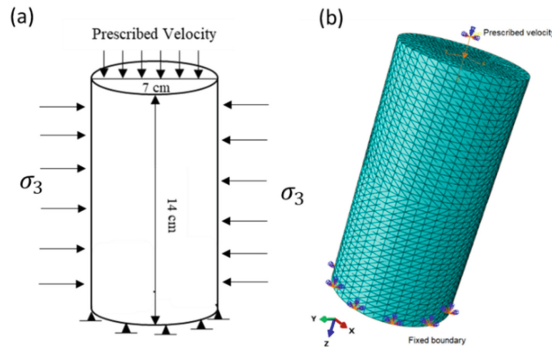 (a)
Prescribed Velocity
7 cm
σ₃
14 cm
σ₃
(b)
Prescribed velocity
Y
X
Z
Fixed boundary